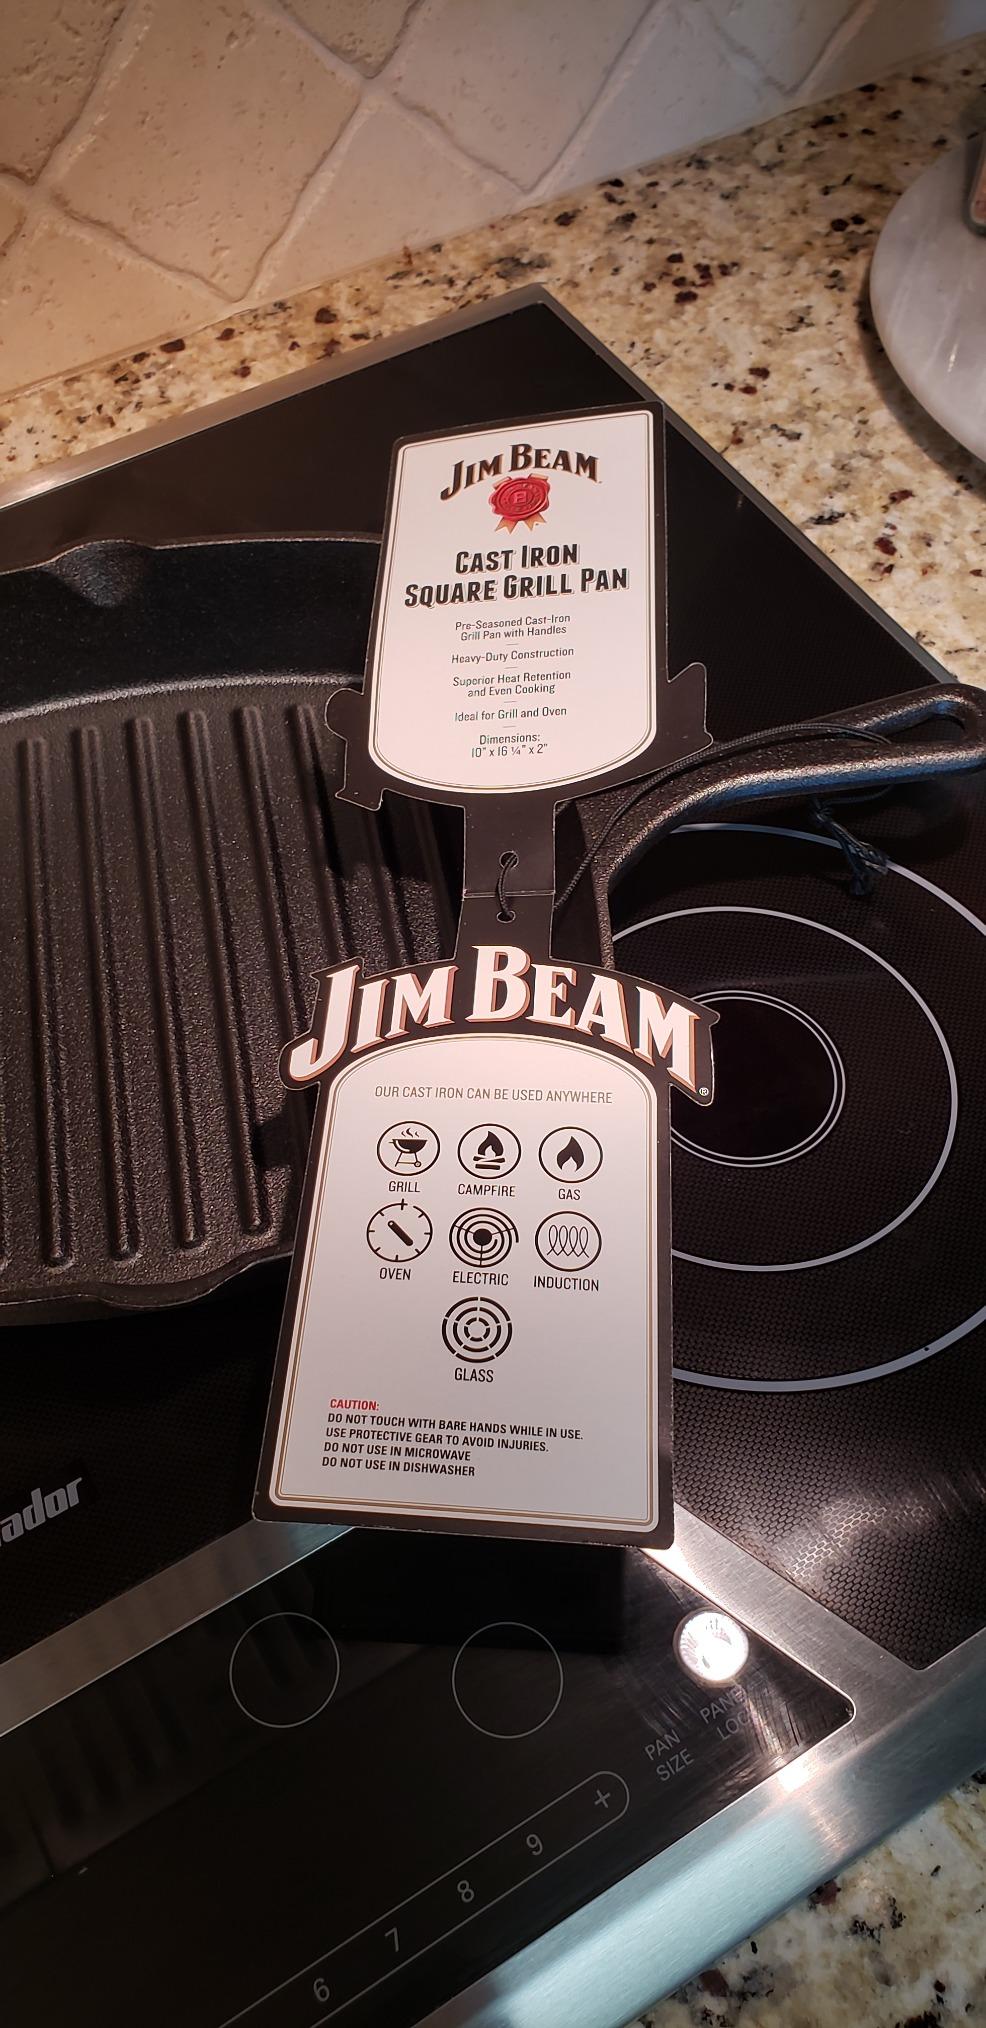 JIM BEAM
CAST IRON
SQUARE GRILL PAN
Pre-Seasoned Cast-Iron
Grill Pan with Handles
Heavy-Duty Construction
Superior Heat Retention
and Even Cooking
Ideal for Grill and Oven
Dimensions:
10" x 16 ¼" x 2"
JIM BEAM®
OUR CAST IRON CAN BE USED ANYWHERE
GRILL CAMPFIRE GAS
OVEN ELECTRIC INDUCTION
GLASS
CAUTION:
DO NOT TOUCH WITH BARE HANDS WHILE IN USE.
USE PROTECTIVE GEAR TO AVOID INJURIES.
DO NOT USE IN MICROWAVE
DO NOT USE IN DISHWASHER
ador
PAN
SIZE
PANEL
LOCK
6 7 8 9 +